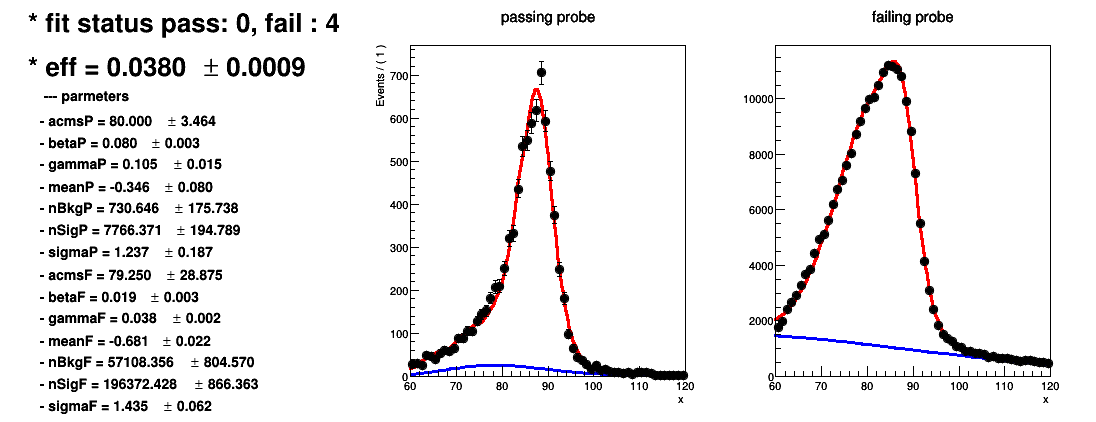 * fit status pass: 0, fail : 4
* eff = 0.0380 ± 0.0009
--- parmeters
- acmsP = 80.000 ± 3.464
- betaP = 0.080 ± 0.003
- gammaP = 0.105 ± 0.015
- meanP = -0.346 ± 0.080
- nBkgP = 730.646 ± 175.738
- nSigP = 7766.371 ± 194.789
- sigmaP = 1.237 ± 0.187
- acmsF = 79.250 ± 28.875
- betaF = 0.019 ± 0.003
- gammaF = 0.038 ± 0.002
- meanF = -0.681 ± 0.022
- nBkgF = 57108.356 ± 804.570
- nSigF = 196372.428 ± 866.363
- sigmaF = 1.435 ± 0.062
passing probe
Events / ( 1 )
700
600
500
400
300
200
100
0
60 70 80 90 100 110 120
x
failing probe
10000
8000
6000
4000
2000
0
60 70 80 90 100 110 120
x